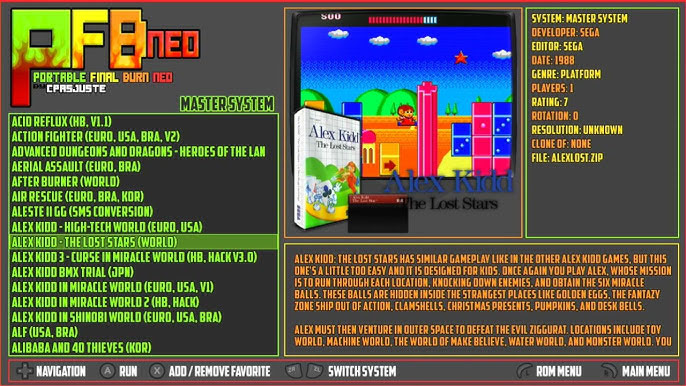 PFBNEO
PORTABLE FINAL BURN NEO
BY CPASJUSTE
MASTER SYSTEM
ACID REFLUX (HB, V1.1)
ACTION FIGHTER (EURO, USA, BRA, V2)
ADVANCED DUNGEONS AND DRAGONS - HEROES OF THE LAN
AERIAL ASSAULT (EURO, BRA)
AFTER BURNER (WORLD)
AIR RESCUE (EURO, BRA, KOR)
ALESTE II GG (SMS CONVERSION)
ALEX KIDD - HIGH-TECH WORLD (EURO, USA)
ALEX KIDD - THE LOST STARS (WORLD)
ALEX KIDD 3 - CURSE IN MIRACLE WORLD (HB, HACK V3.0)
ALEX KIDD BMX TRIAL (JPN)
ALEX KIDD IN MIRACLE WORLD (EURO, USA, V1)
ALEX KIDD IN MIRACLE WORLD 2 (HB, HACK)
ALEX KIDD IN SHINOBI WORLD (EURO, USA, BRA)
ALF (USA, BRA)
ALIBABA AND 40 THIEVES (KOR)
500
Alex Kidd
The Lost Stars
Alex Kidd
The Lost Stars
SYSTEM: MASTER SYSTEM
DEVELOPER: SEGA
EDITOR: SEGA
DATE: 1988
GENRE: PLATFORM
PLAYERS: 1
RATING: 7
ROTATION: 0
RESOLUTION: UNKNOWN
CLONE OF: NONE
FILE: ALEXLOST.ZIP
ALEX KIDD: THE LOST STARS HAS SIMILAR GAMEPLAY LIKE IN THE OTHER ALEX KIDD GAMES, BUT THIS
ONE'S A LITTLE TOO EASY AND IT IS DESIGNED FOR KIDS. ONCE AGAIN YOU PLAY ALEX, WHOSE MISSION
IS TO RUN THROUGH EACH LOCATION, KNOCKING DOWN ENEMIES, AND OBTAIN THE SIX MIRACLE
BALLS. THESE BALLS ARE HIDDEN INSIDE THE STRANGEST PLACES LIKE GOLDEN EGGS, THE FANTAZY
ZONE SHIP OUT OF ACTION, CLAMSHELLS, CHRISTMAS PRESENTS, PUMPKINS, AND DESK BELLS.
ALEX MUST THEN VENTURE IN OUTER SPACE TO DEFEAT THE EVIL ZIGGURAT. LOCATIONS INCLUDE TOY
WORLD, MACHINE WORLD, THE WORLD OF MAKE BELIEVE, WATER WORLD, AND MONSTER WORLD. YOU
NAVIGATION A RUN X ADD / REMOVE FAVORITE ZR ZL SWITCH SYSTEM ROM MENU MAIN MENU